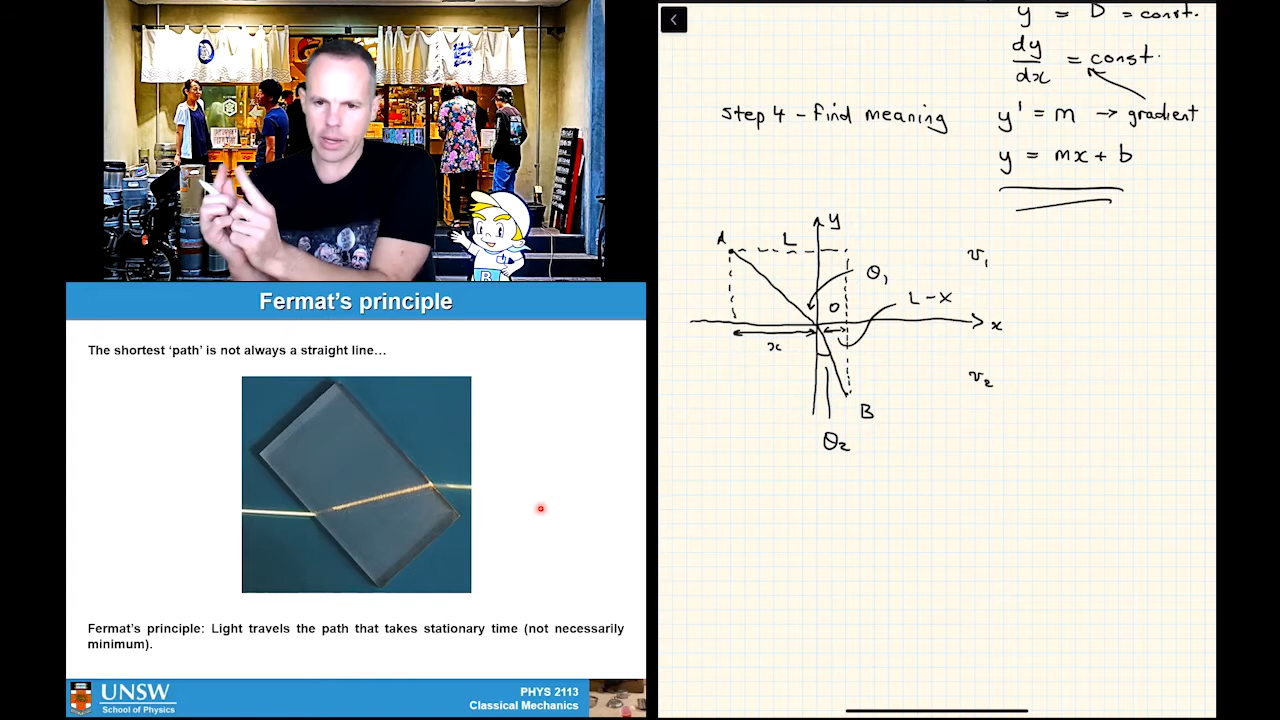 Fermat's principle
The shortest 'path' is not always a straight line...
Fermat's principle: Light travels the path that takes stationary time (not necessarily
minimum).
UNSW
School of Physics
PHYS 2113
Classical Mechanics
B
y = D = const.
dy
dx
= const.
step 4 - find meaning
y' = m → gradient
y = mx + b
A
L
y
v₁
θ₁
O
L - x
x
x
v₂
B
θ₂